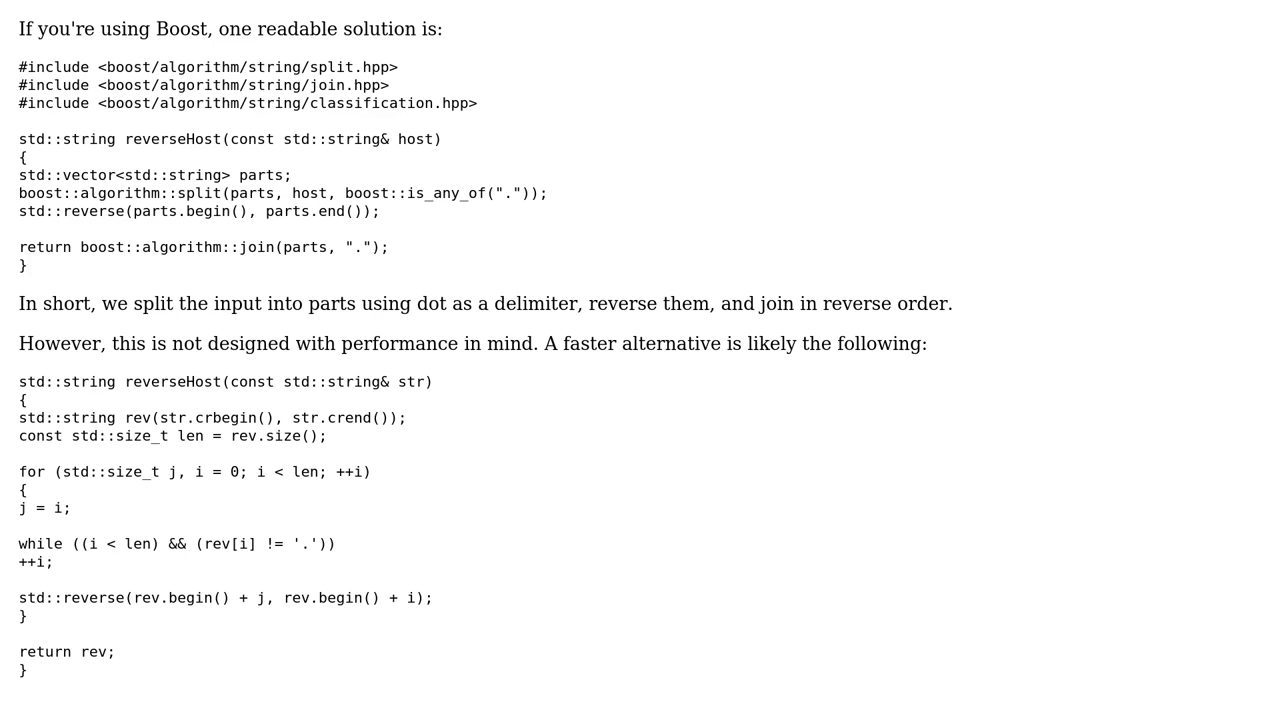 If you're using Boost, one readable solution is:
#include <boost/algorithm/string/split.hpp>
#include <boost/algorithm/string/join.hpp>
#include <boost/algorithm/string/classification.hpp>
std::string reverseHost(const std::string& host)
{
std::vector<std::string> parts;
boost::algorithm::split(parts, host, boost::is_any_of("."));
std::reverse(parts.begin(), parts.end());
return boost::algorithm::join(parts, ".");
}
In short, we split the input into parts using dot as a delimiter, reverse them, and join in reverse order.
However, this is not designed with performance in mind. A faster alternative is likely the following:
std::string reverseHost(const std::string& str)
{
std::string rev(str.crbegin(), str.crend());
const std::size_t len = rev.size();
for (std::size_t j, i = 0; i < len; ++i)
{
j = i;
while ((i < len) && (rev[i] != '.'))
++i;
std::reverse(rev.begin() + j, rev.begin() + i);
}
return rev;
}